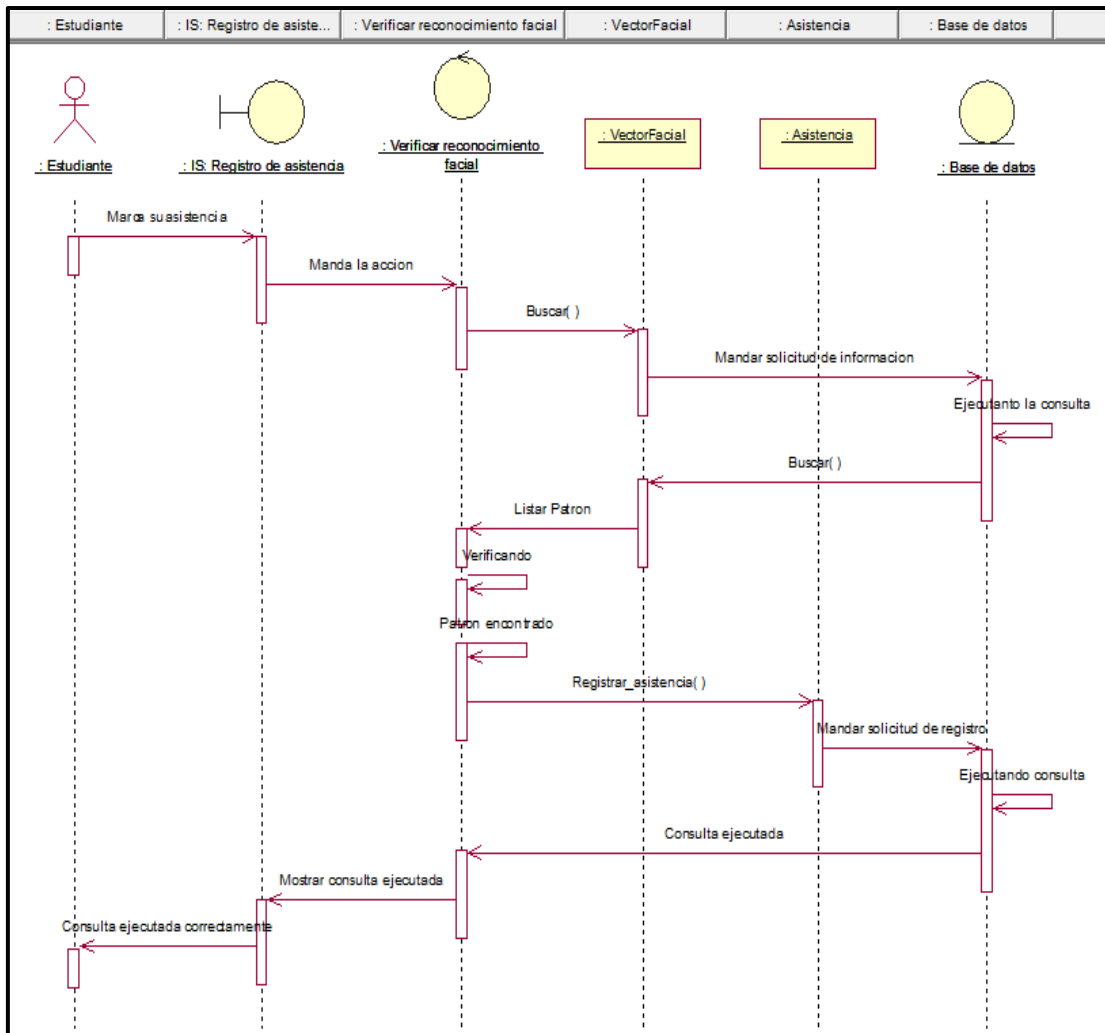 : Estudiante
: IS: Registro de asiste...
: Verificar reconocimiento facial
: VectorFacial
: Asistencia
: Base de datos
: Estudiante
: IS: Registro de asistencia
: Verificar reconocimiento
facial
: VectorFacial
: Asistencia
: Base de datos
Marca su asistencia
Manda la accion
Buscar( )
Mandar solicitud de informacion
Ejecutanto la consulta
Buscar( )
Listar Patron
Verificando
Patron encontrado
Registrar_asistencia( )
Mandar solicitud de registro
Ejecutando consulta
Consulta ejecutada
Mostrar consulta ejecutada
Consulta ejecutada correctamente